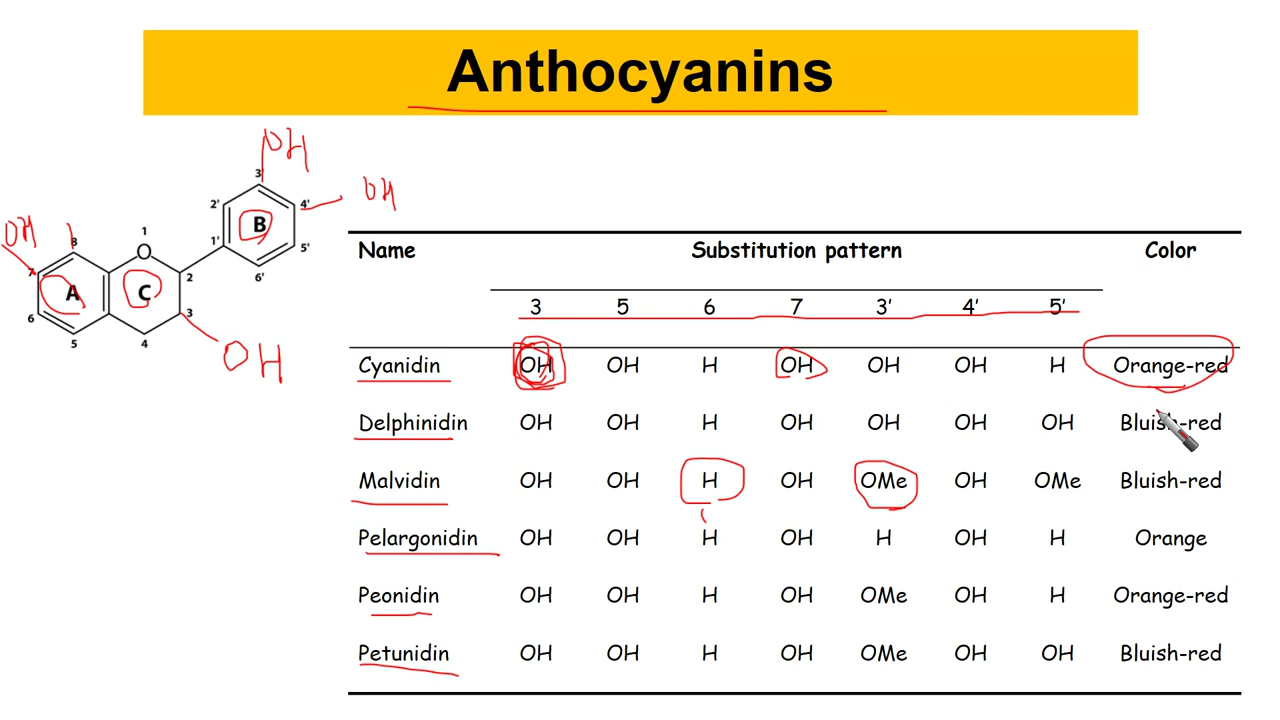 Anthocyanins
OH
3'
OH
2'
4'
OH
B
1
8
1'
5'
O
7
2
6'
A
C
6
3
5
4
OH
Name Substitution pattern Color
3 5 6 7 3' 4' 5'
Cyanidin OH OH H OH OH OH H Orange-red
Delphinidin OH OH H OH OH OH OH Bluish-red
Malvidin OH OH H OH OMe OH OMe Bluish-red
Pelargonidin OH OH H OH H OH H Orange
Peonidin OH OH H OH OMe OH H Orange-red
Petunidin OH OH H OH OMe OH OH Bluish-red